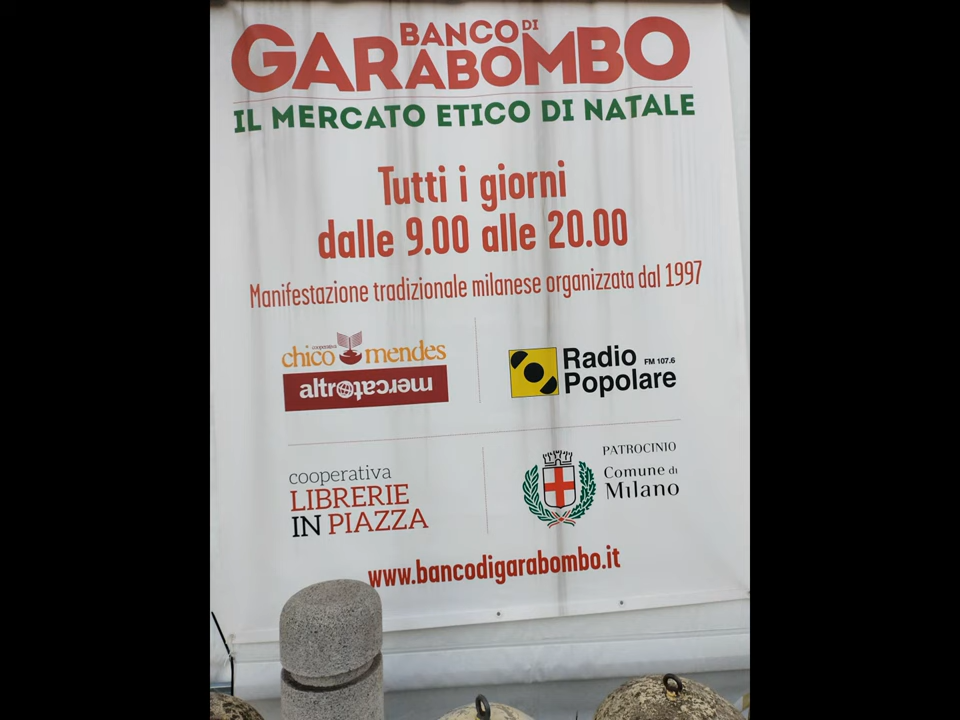 BANCO DI
GARABOMBO
IL MERCATO ETICO DI NATALE
Tutti i giorni
dalle 9.00 alle 20.00
Manifestazione tradizionale milanese organizzata dal 1997
cooperativa
chico mendes
altromercato
Radio
Popolare
FM 107.6
cooperativa
LIBRERIE
IN PIAZZA
PATROCINIO
Comune di
Milano
www.bancodigarabombo.it